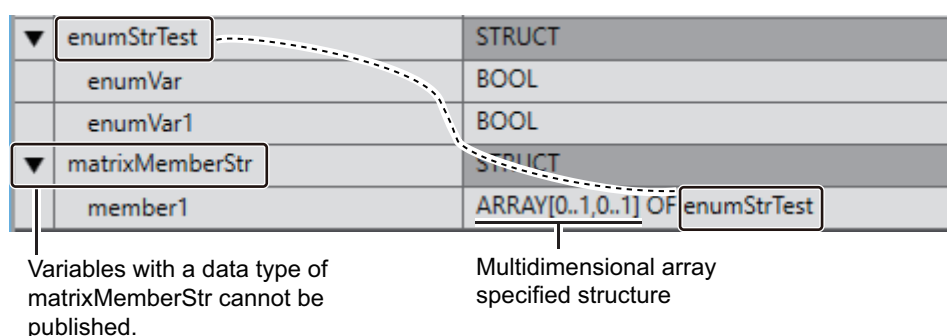 ▼ enumStrTest STRUCT
enumVar BOOL
enumVar1 BOOL
▼ matrixMemberStr STRUCT
member1 ARRAY[0..1,0..1] OF enumStrTest
Variables with a data type of
matrixMemberStr cannot be
published.
Multidimensional array
specified structure